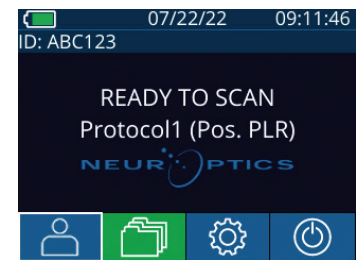 07/22/22 09:11:46
ID: ABC123
READY TO SCAN
Protocol1 (Pos. PLR)
NEUROPTICS